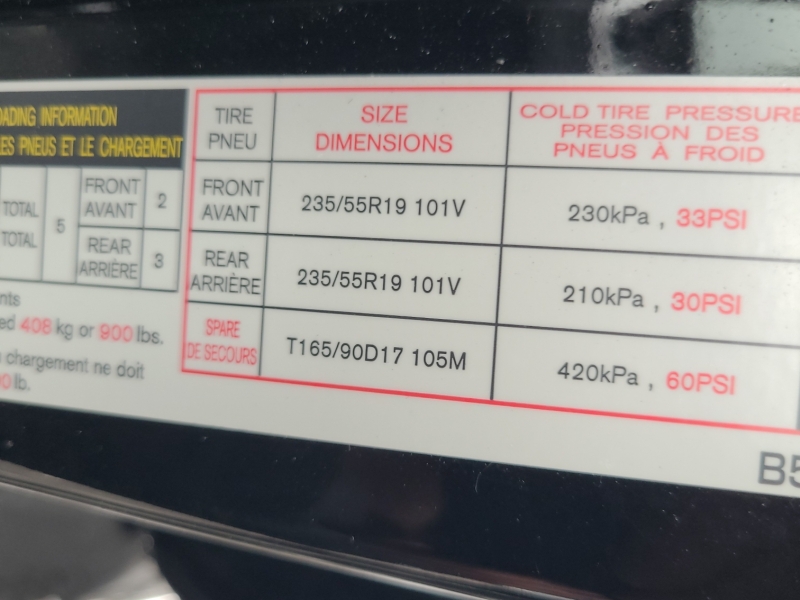 OADING INFORMATION
ES PNEUS ET LE CHARGEMENT
TOTAL
TOTAL
5
FRONT
AVANT
2
REAR
ARRIÈRE
3
nts
ed 408 kg or 900 lbs.
chargement ne doit
0 lb.
TIRE
PNEU
SIZE
DIMENSIONS
COLD TIRE PRESSURE
PRESSION DES
PNEUS À FROID
FRONT
AVANT
235/55R19 101V
230kPa , 33PSI
REAR
ARRIÈRE
235/55R19 101V
210kPa , 30PSI
SPARE
DE SECOURS
T165/90D17 105M
420kPa , 60PSI
B5